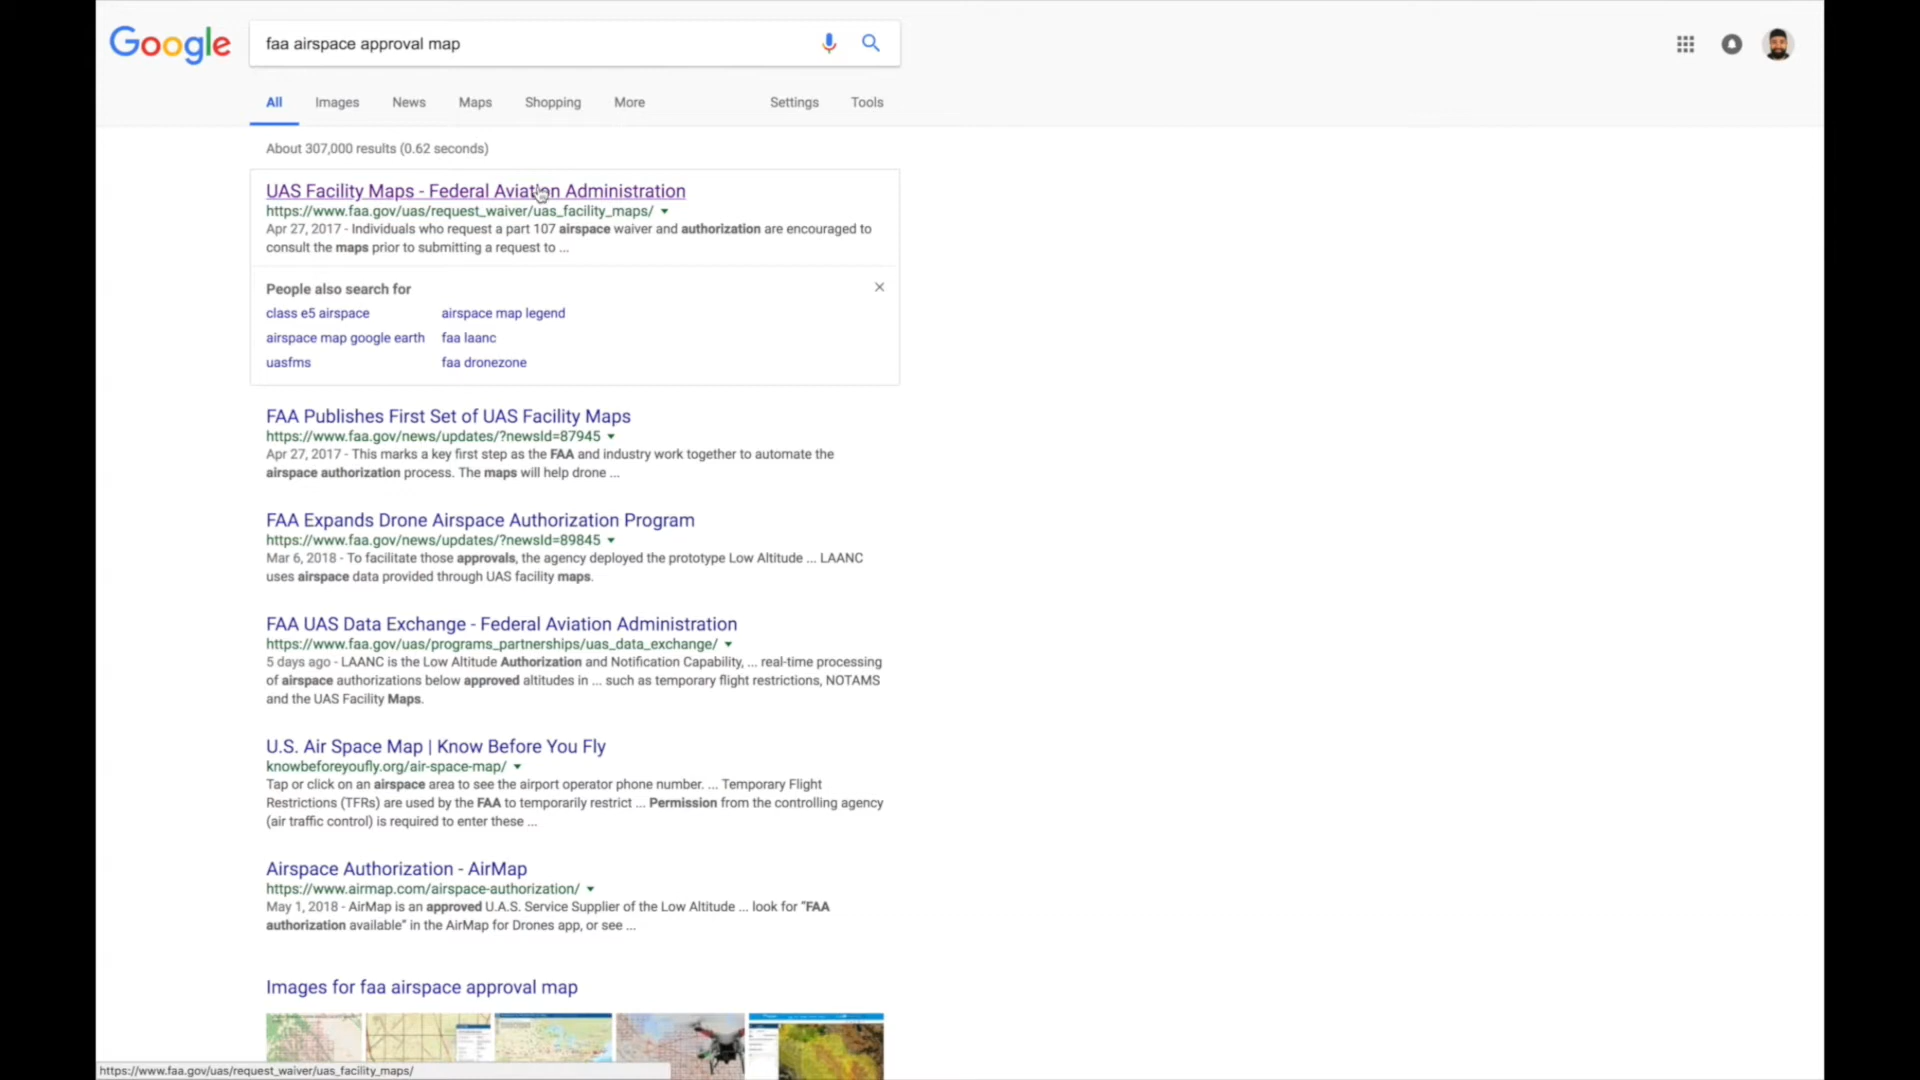 Google
faa airspace approval map
All Images News Maps Shopping More Settings Tools
About 307,000 results (0.62 seconds)
UAS Facility Maps - Federal Aviation Administration
https://www.faa.gov/uas/request_waiver/uas_facility_maps/
Apr 27, 2017 - Individuals who request a part 107 airspace waiver and authorization are encouraged to
consult the maps prior to submitting a request to ...
People also search for
class e5 airspace airspace map legend
airspace map google earth faa laanc
uasfms faa dronezone
FAA Publishes First Set of UAS Facility Maps
https://www.faa.gov/news/updates/?newsId=87945
Apr 27, 2017 - This marks a key first step as the FAA and industry work together to automate the
airspace authorization process. The maps will help drone ...
FAA Expands Drone Airspace Authorization Program
https://www.faa.gov/news/updates/?newsId=89845
Mar 6, 2018 - To facilitate those approvals, the agency deployed the prototype Low Altitude ... LAANC
uses airspace data provided through UAS facility maps.
FAA UAS Data Exchange - Federal Aviation Administration
https://www.faa.gov/uas/programs_partnerships/uas_data_exchange/
5 days ago - LAANC is the Low Altitude Authorization and Notification Capability, ... real-time processing
of airspace authorizations below approved altitudes in ... such as temporary flight restrictions, NOTAMS
and the UAS Facility Maps.
U.S. Air Space Map | Know Before You Fly
knowbeforeyoufly.org/air-space-map/
Tap or click on an airspace area to see the airport operator phone number. ... Temporary Flight
Restrictions (TFRs) are used by the FAA to temporarily restrict ... Permission from the controlling agency
(air traffic control) is required to enter these ...
Airspace Authorization - AirMap
https://www.airmap.com/airspace-authorization/
May 1, 2018 - AirMap is an approved U.A.S. Service Supplier of the Low Altitude ... look for “FAA
authorization available” in the AirMap for Drones app, or see ...
Images for faa airspace approval map
https://www.faa.gov/uas/request_waiver/uas_facility_maps/